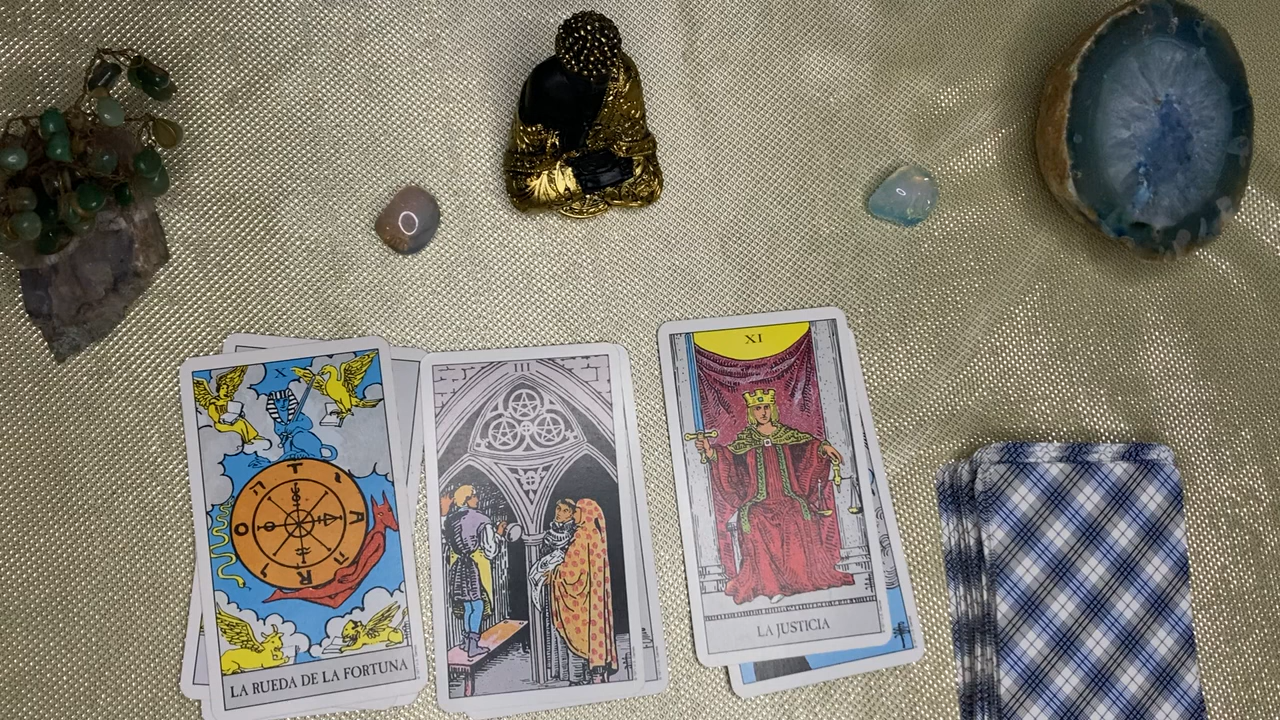 X
LA RUEDA DE LA FORTUNA
III
XI
LA JUSTICIA